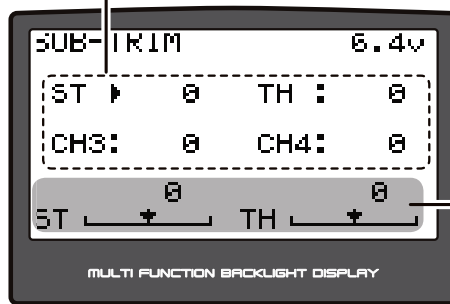 SUB-TRIM 6.4v
ST 0 TH : 0
CH3: 0 CH4: 0
0 0
ST TH
MULTI FUNCTION BACKLIGHT DISPLAY